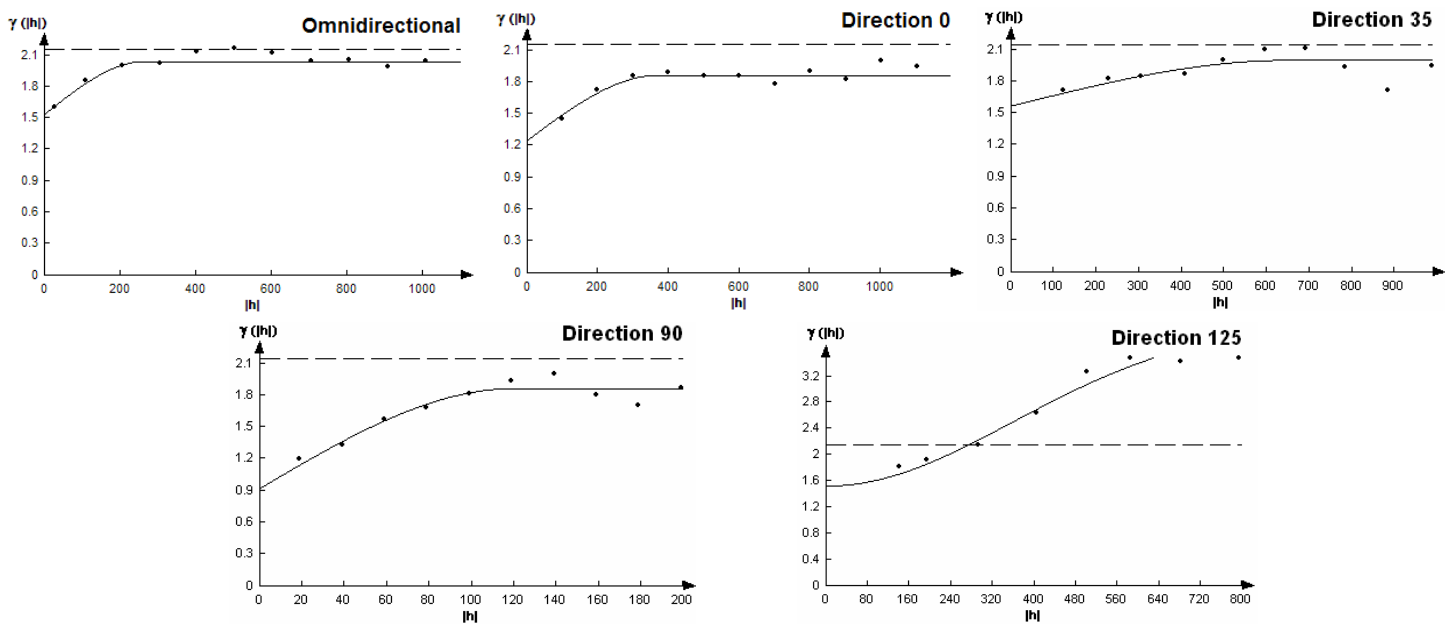 γ (|h|)
Omnidirectional
2.1
1.8
1.5
1.2
0.9
0.6
0.3
0
0 200 400 600 800 1000
|h|
γ (|h|)
Direction 0
2.1
1.8
1.5
1.2
0.9
0.6
0.3
0
0 200 400 600 800 1000
|h|
γ (|h|)
Direction 35
2.1
1.8
1.5
1.2
0.9
0.6
0.3
0
0 100 200 300 400 500 600 700 800 900
|h|
γ (|h|)
Direction 90
2.1
1.8
1.5
1.2
0.9
0.6
0.3
0
0 20 40 60 80 100 120 140 160 180 200
|h|
γ (|h|)
Direction 125
3.2
2.8
2.4
2
1.6
1.2
0.8
0.4
0
0 80 160 240 320 400 480 560 640 720 800
|h|